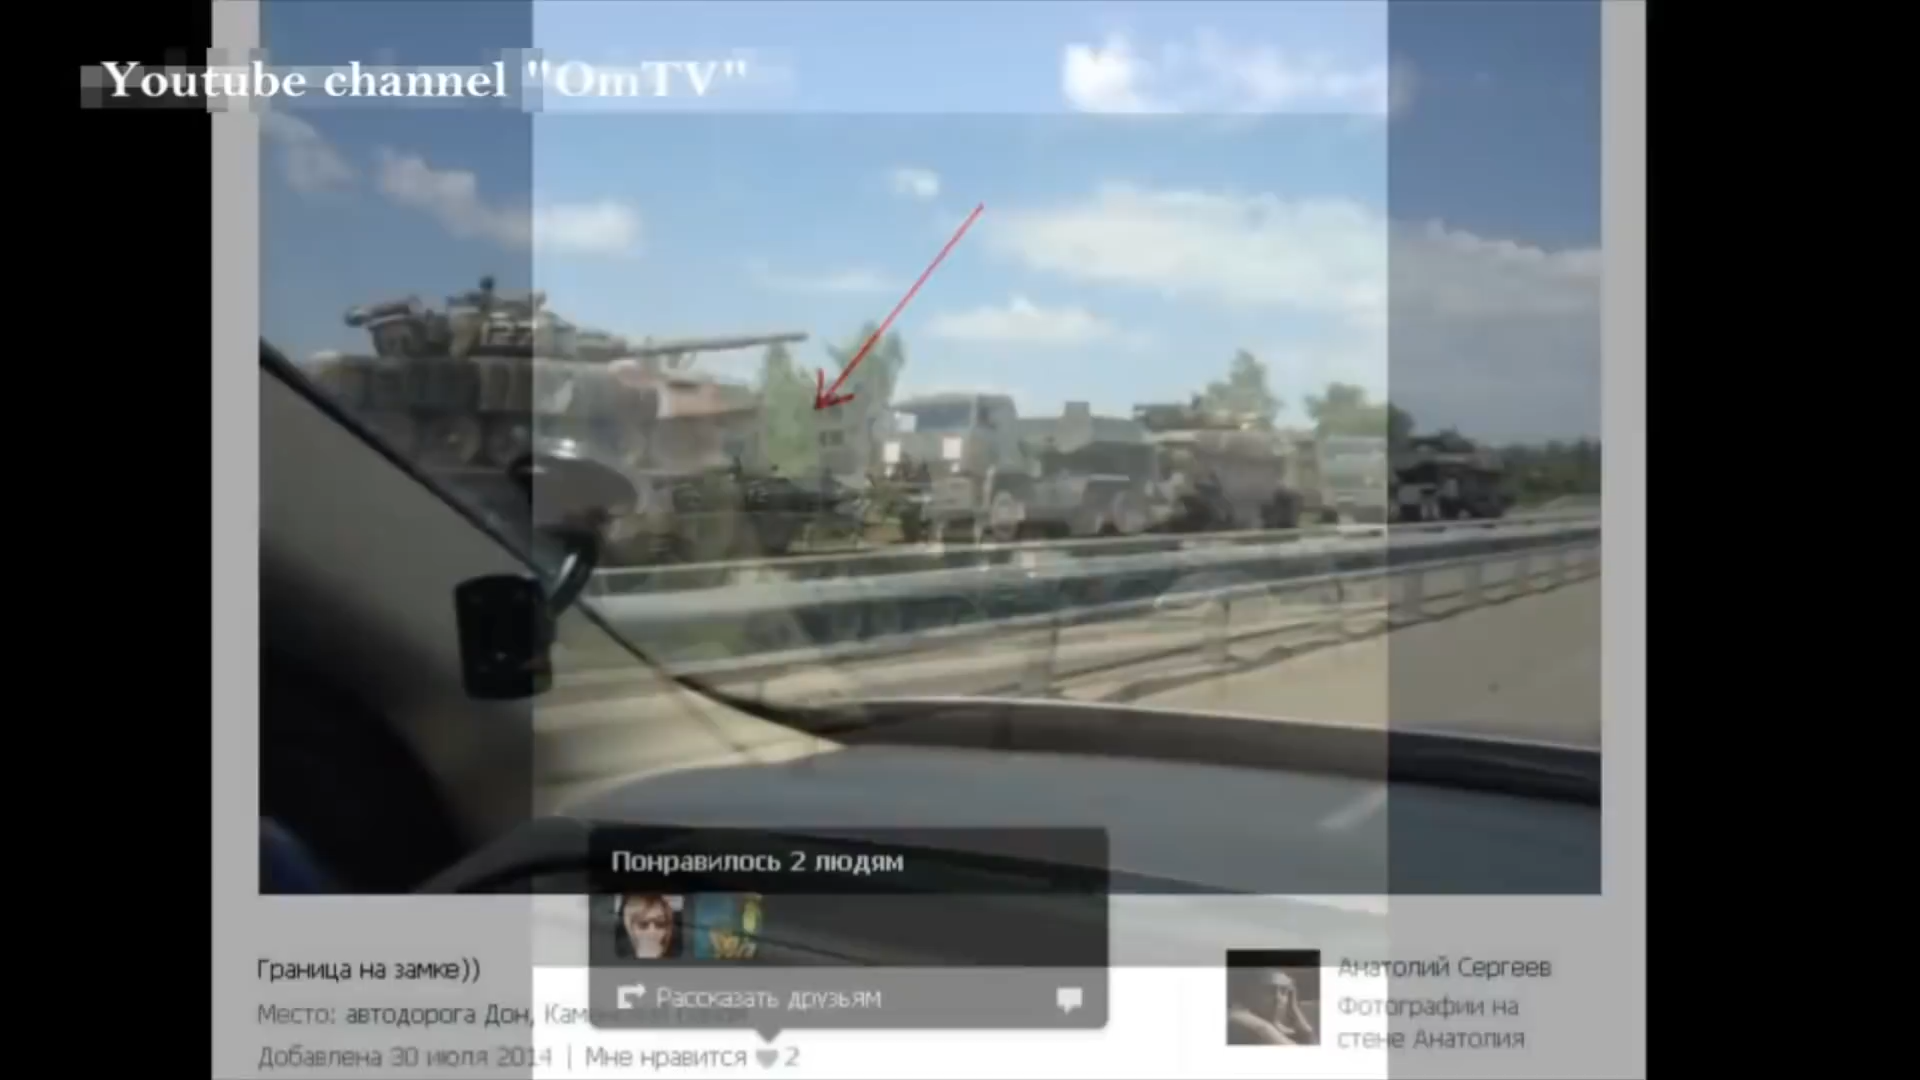 Youtube channel "OmTV"
127
Понравилось 2 людям
Рассказать друзьям
Граница на замке))
Место: автодорога Дон,
Добавлена 30 июля 2014 | Мне нравится 2
Анатолий Сергеев
Фотографии на
стене Анатолия